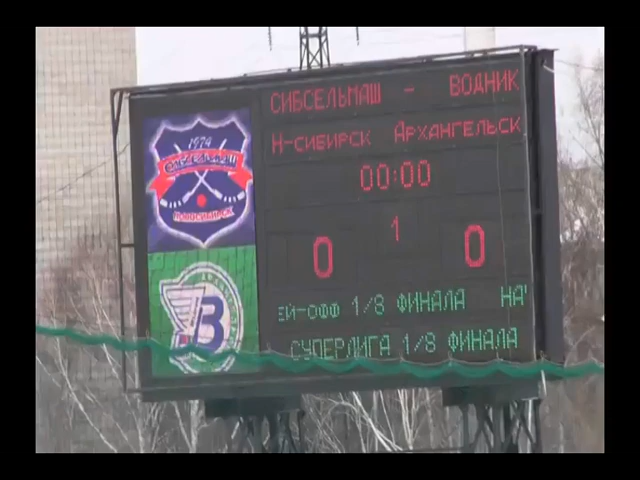 СИБСЕЛЬМАШ - ВОДНИК
Н-СИБИРСК АРХАНГЕЛЬСК
00:00
0 1 0
ЕЙ-ОФФ 1/8 ФИНАЛА НА
СУПЕРЛИГА 1/8 ФИНАЛА
1974
СИБСЕЛЬМАШ
НОВОСИБИРСК
В